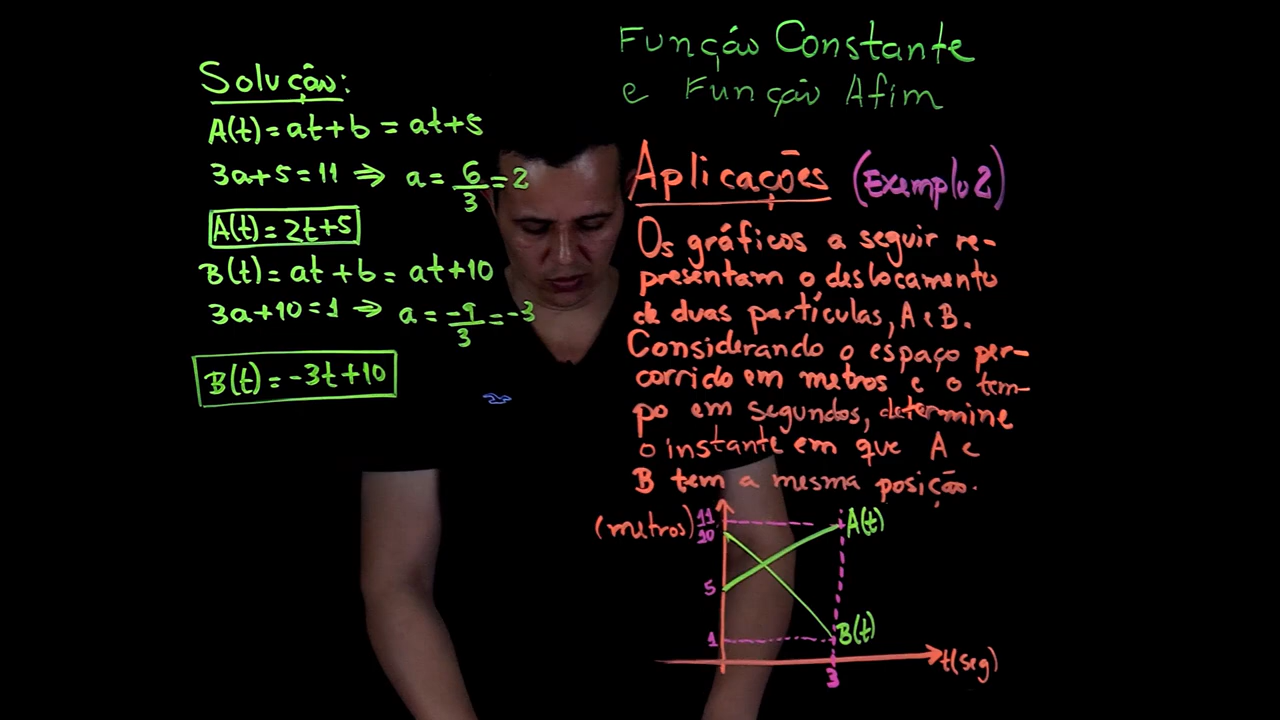 Função Constante
e Função Afim
Solução:
A(t) = at + b = at + 5
3a + 5 = 11 ⇒ a = 6/3 = 2
A(t) = 2t + 5
B(t) = at + b = at + 10
3a + 10 = 1 ⇒ a = -9/3 = -3
B(t) = -3t + 10
Aplicações (Exemplo 2)
Os gráficos a seguir re-
presentam o deslocamento
de duas partículas, A e B.
Considerando o espaço per-
corrido em metros e o tem-
po em segundos, determine
o instante em que A e
B tem a mesma posição.
(metros)
11
10
5
1
A(t)
B(t)
3
t(seg)